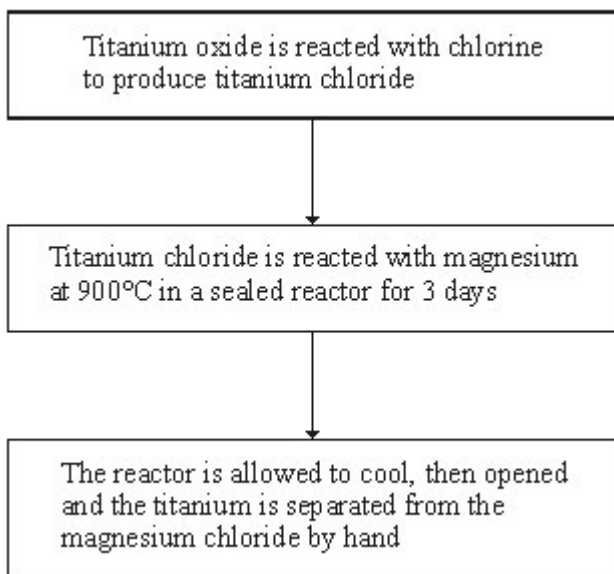 Titanium oxide is reacted with chlorine
to produce titanium chloride
Titanium chloride is reacted with magnesium
at 900°C in a sealed reactor for 3 days
The reactor is allowed to cool, then opened
and the titanium is separated from the
magnesium chloride by hand